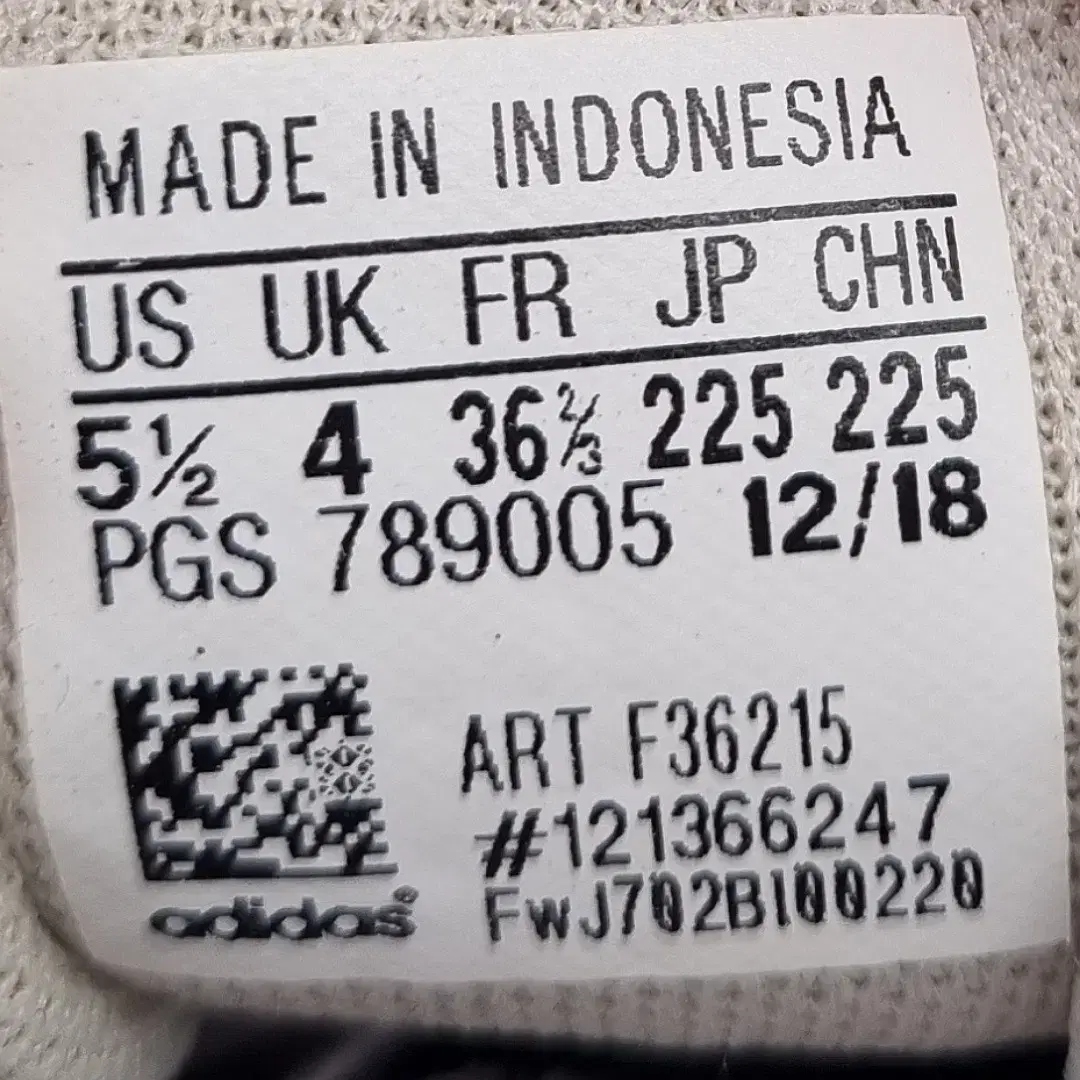 MADE IN INDONESIA
US UK FR JP CHN
5½ 4 36⅔ 225 225
PGS 789005 12/18
ART F36215
#121366247
adidas® FwJ702BI00220